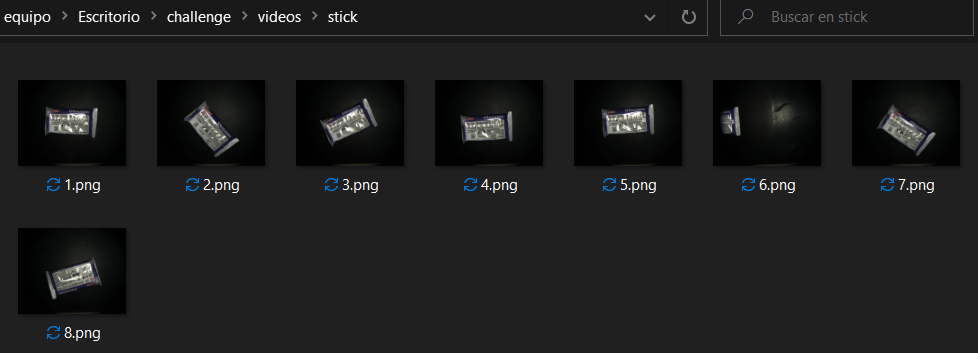 equipo > Escritorio > challenge > videos > stick
Buscar en stick
1.png 2.png 3.png 4.png 5.png 6.png 7.png
8.png